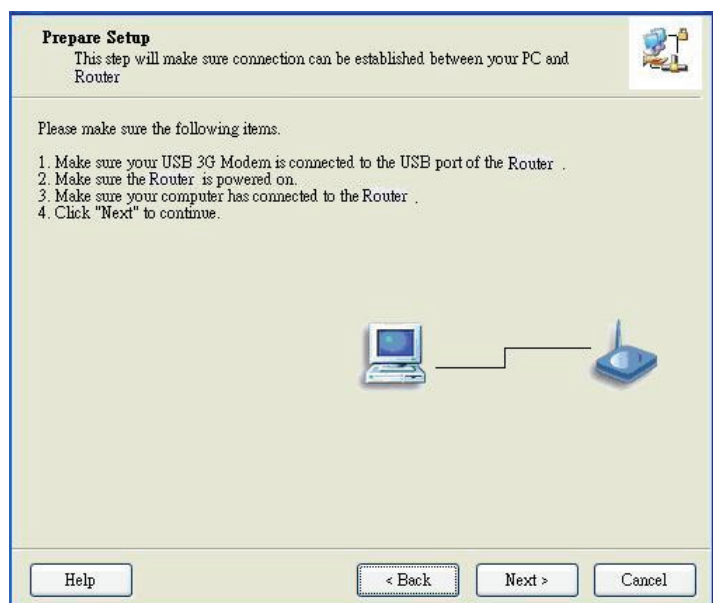 Prepare Setup
This step will make sure connection can be established between your PC and
Router
Please make sure the following items.
1. Make sure your USB 3G Modem is connected to the USB port of the Router .
2. Make sure the Router is powered on.
3. Make sure your computer has connected to the Router .
4. Click "Next" to continue.
Help
< Back
Next >
Cancel